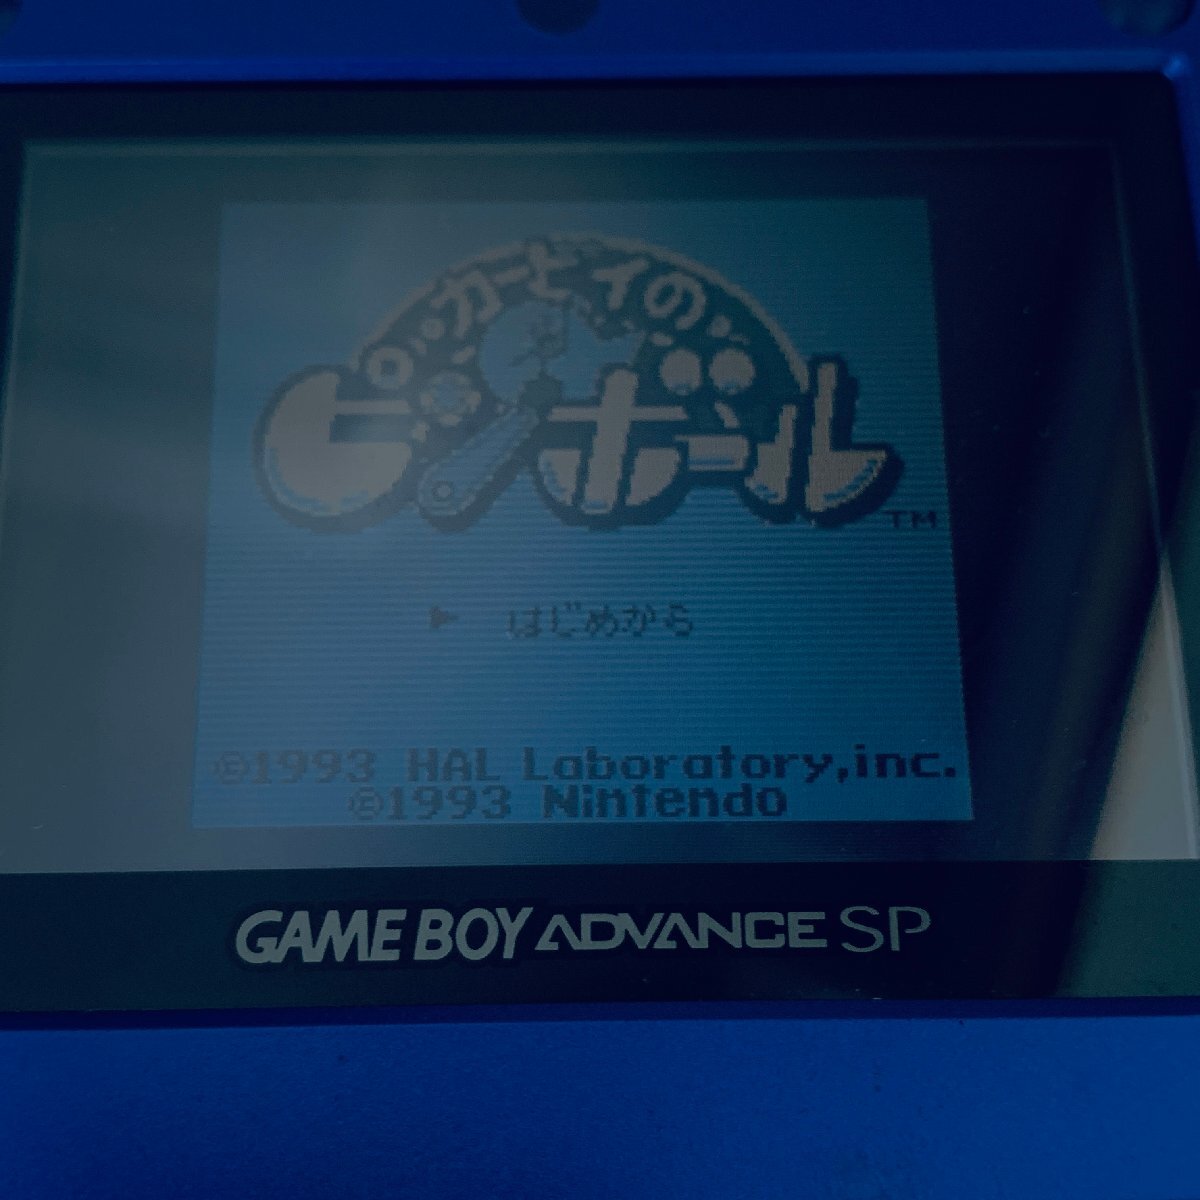 カービィの
ピンボール
TM
► はじめから
©1993 HAL Laboratory,inc.
©1993 Nintendo
GAME BOY ADVANCE SP